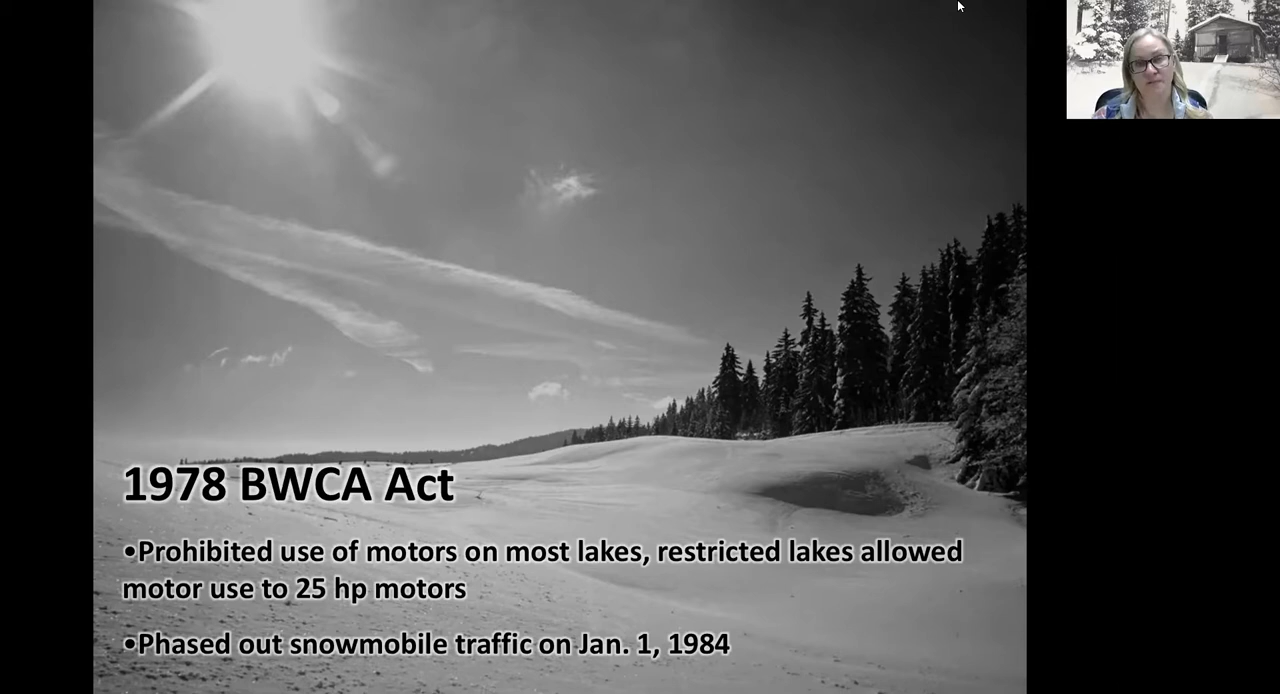 1978 BWCA Act
•Prohibited use of motors on most lakes, restricted lakes allowed
motor use to 25 hp motors
•Phased out snowmobile traffic on Jan. 1, 1984